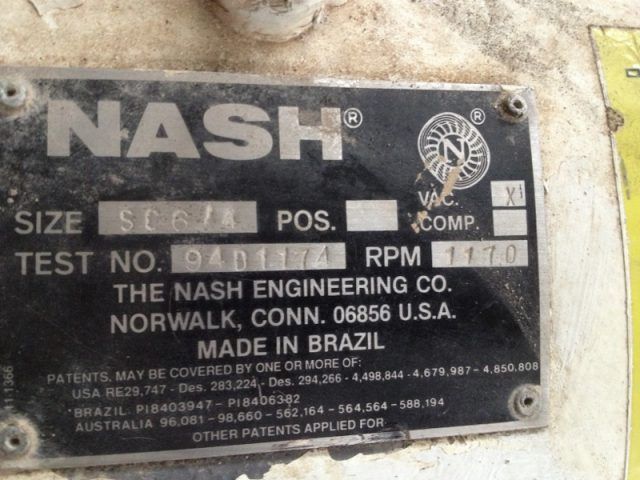 NASH®
N ®
VAC. X
SIZE SC6/4 POS. COMP.
TEST NO. 94D1174 RPM 1170
THE NASH ENGINEERING CO.
NORWALK, CONN. 06856 U.S.A.
MADE IN BRAZIL
PATENTS, MAY BE COVERED BY ONE OR MORE OF:
USA RE29,747 - Des. 283,224 - Des. 294,266 - 4,498,844 - 4,679,987 - 4,850,808
BRAZIL: PI8403947 - PI8406382
AUSTRALIA 96,081 - 98,660 - 562,164 - 564,564 - 588,194
OTHER PATENTS APPLIED FOR
111366